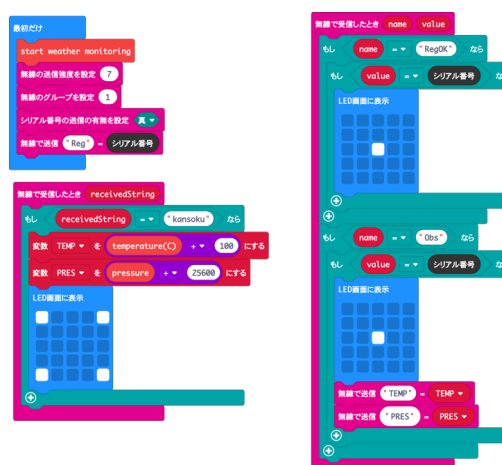 最初だけ
start weather monitoring
無線の送信強度を設定 7
無線のグループを設定 1
シリアル番号の送信の有無を設定 真
無線で送信 "Reg" = シリアル番号
無線で受信したとき receivedString
もし receivedString = "kansoku" なら
変数 TEMP を temperature(C) ÷ 100 にする
変数 PRES を pressure ÷ 25600 にする
LED画面に表示
無線で受信したとき name value
もし name = "RegOK" なら
もし value = シリアル番号 な
LED画面に表示
もし name = "Obs" なら
もし value = シリアル番号 な
LED画面に表示
無線で送信 "TEMP" = TEMP
無線で送信 "PRES" = PRES